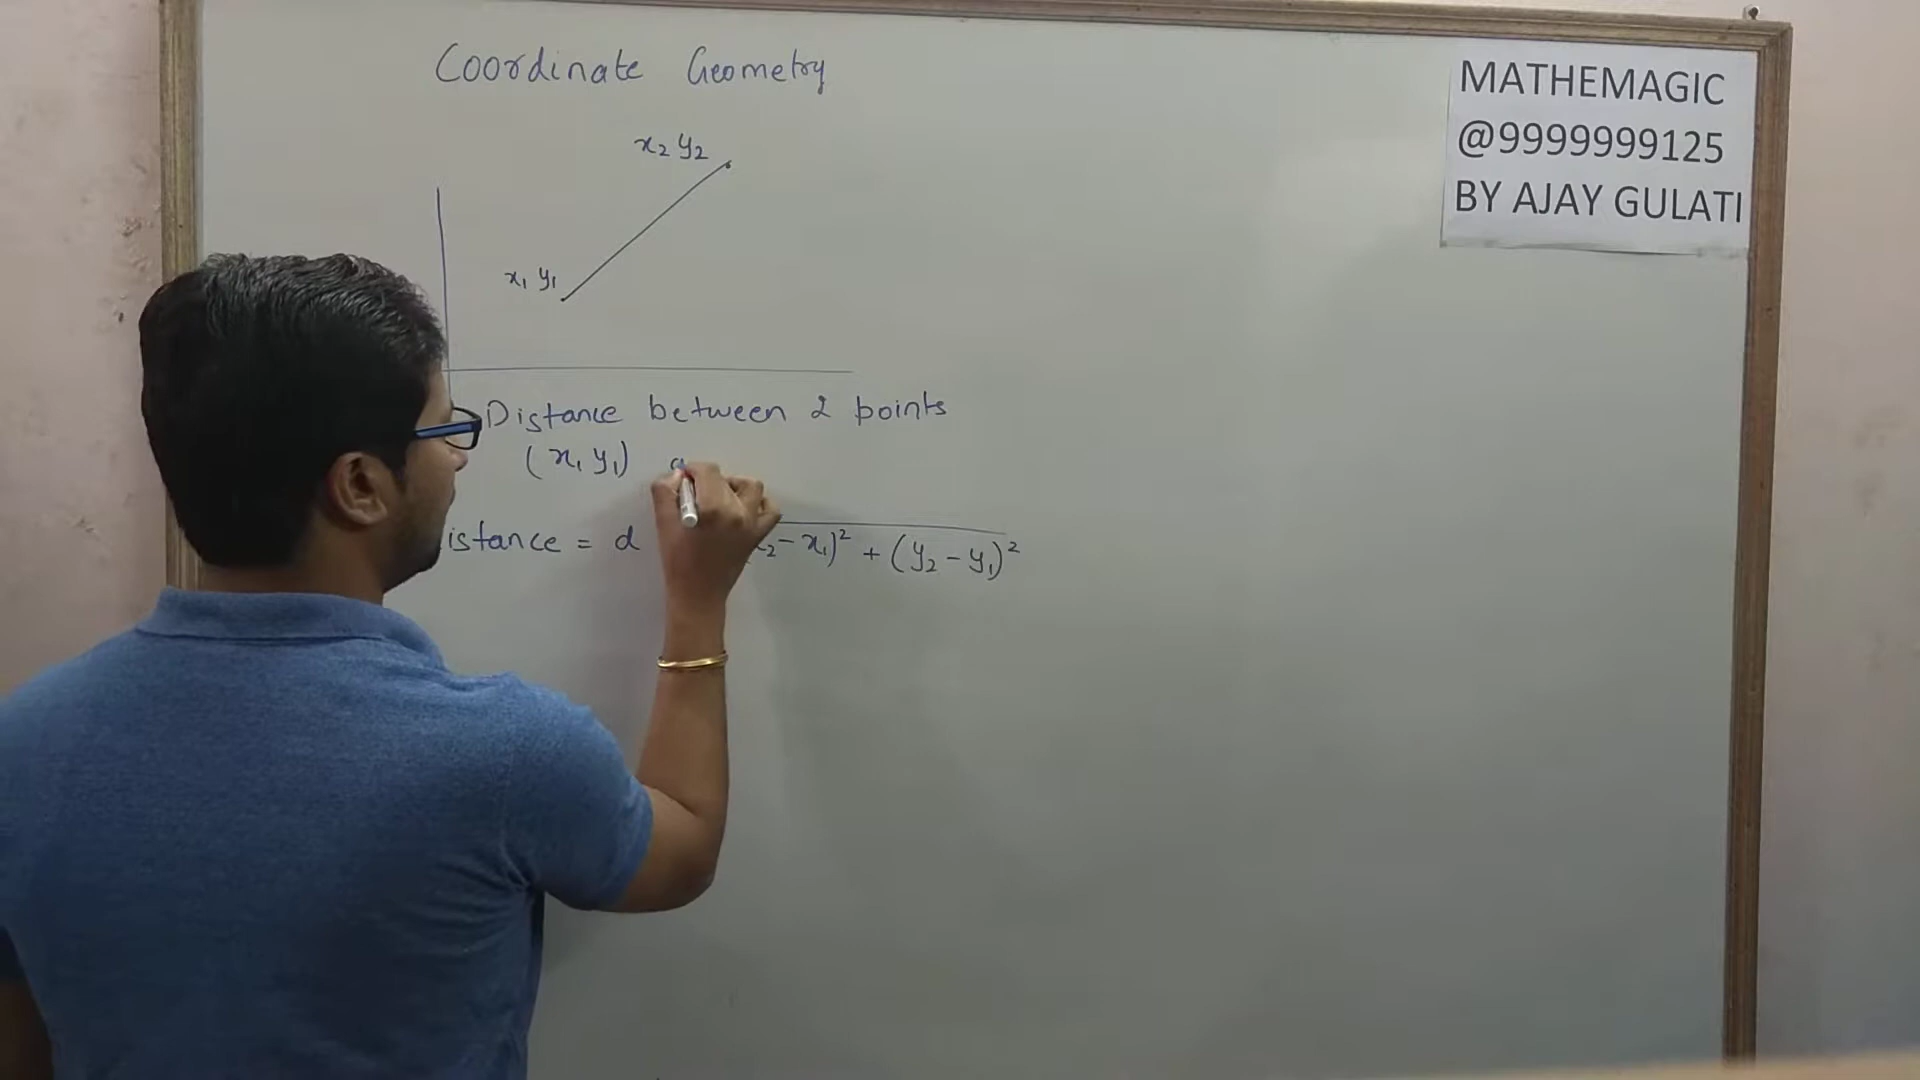 Coordinate Geometry
MATHEMAGIC
@9999999125
BY AJAY GULATI
x₂ y₂
x₁ y₁
Distance between 2 points
(x₁ y₁)
istance = d
₂ - x₁)² + (y₂ - y₁)²